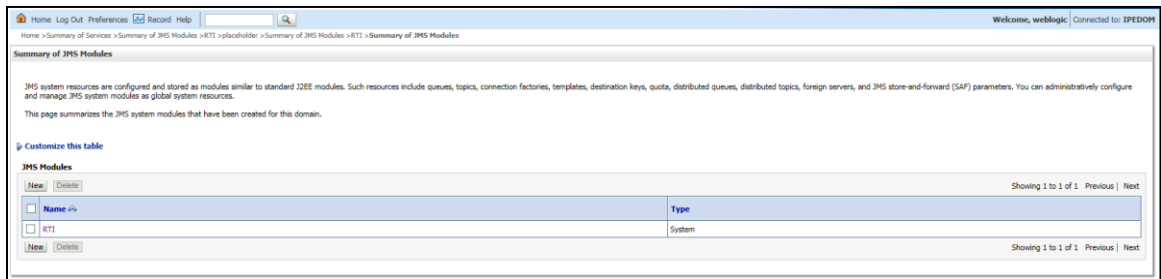 Home Log Out Preferences Record Help Welcome, weblogic Connected to: IPEDOM
Home >Summary of Services >Summary of JMS Modules >RTI >placeholder >Summary of JMS Modules >RTI >Summary of JMS Modules
Summary of JMS Modules
JMS system resources are configured and stored as modules similar to standard J2EE modules. Such resources include queues, topics, connection factories, templates, destination keys, quota, distributed queues, distributed topics, foreign servers, and JMS store-and-forward (SAF) parameters. You can administratively configure
and manage JMS system modules as global system resources.
This page summarizes the JMS system modules that have been created for this domain.
Customize this table
JMS Modules
New Delete Showing 1 to 1 of 1 Previous | Next
Name Type
RTI System
New Delete Showing 1 to 1 of 1 Previous | Next